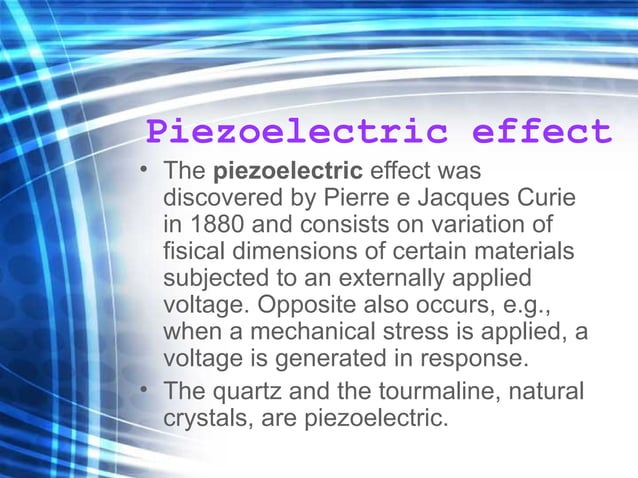 Piezoelectric effect
• The piezoelectric effect was
discovered by Pierre e Jacques Curie
in 1880 and consists on variation of
fisical dimensions of certain materials
subjected to an externally applied
voltage. Opposite also occurs, e.g.,
when a mechanical stress is applied, a
voltage is generated in response.
• The quartz and the tourmaline, natural
crystals, are piezoelectric.